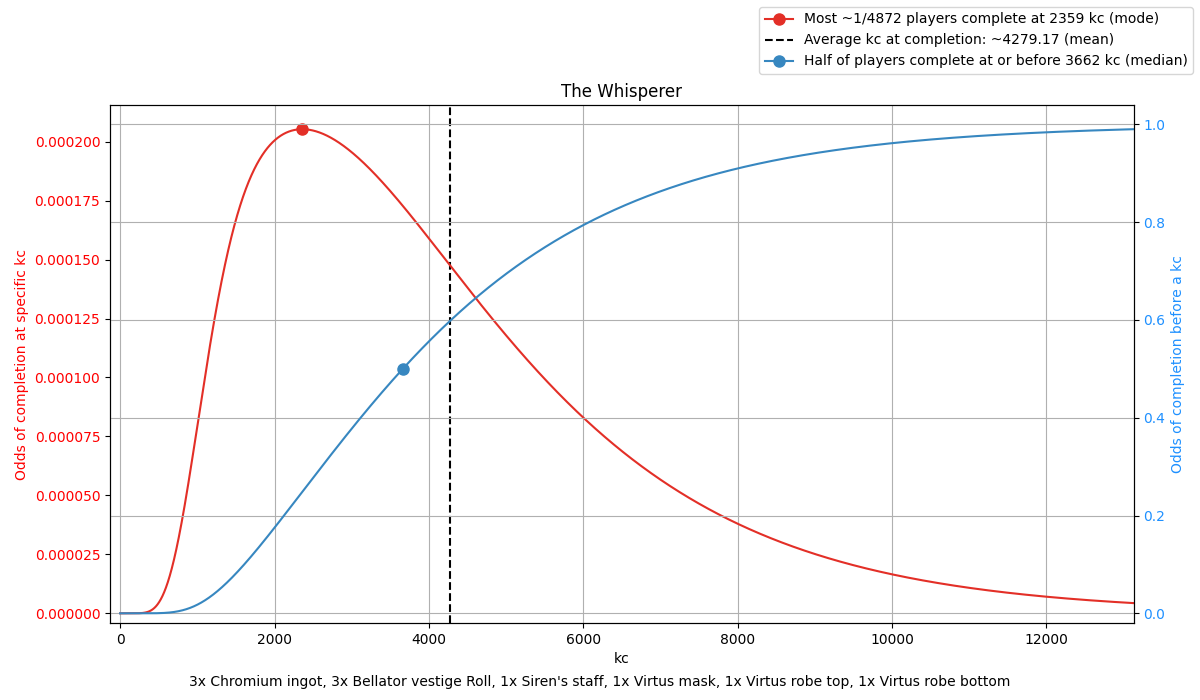 Most ~1/4872 players complete at 2359 kc (mode)
Average kc at completion: ~4279.17 (mean)
Half of players complete at or before 3662 kc (median)
The Whisperer
Odds of completion at specific kc
0.000200
0.000175
0.000150
0.000125
0.000100
0.000075
0.000050
0.000025
0.000000
1.0
0.8
0.6
0.4
0.2
0.0
Odds of completion before a kc
0 2000 4000 6000 8000 10000 12000
kc
3x Chromium ingot, 3x Bellator vestige Roll, 1x Siren's staff, 1x Virtus mask, 1x Virtus robe top, 1x Virtus robe bottom